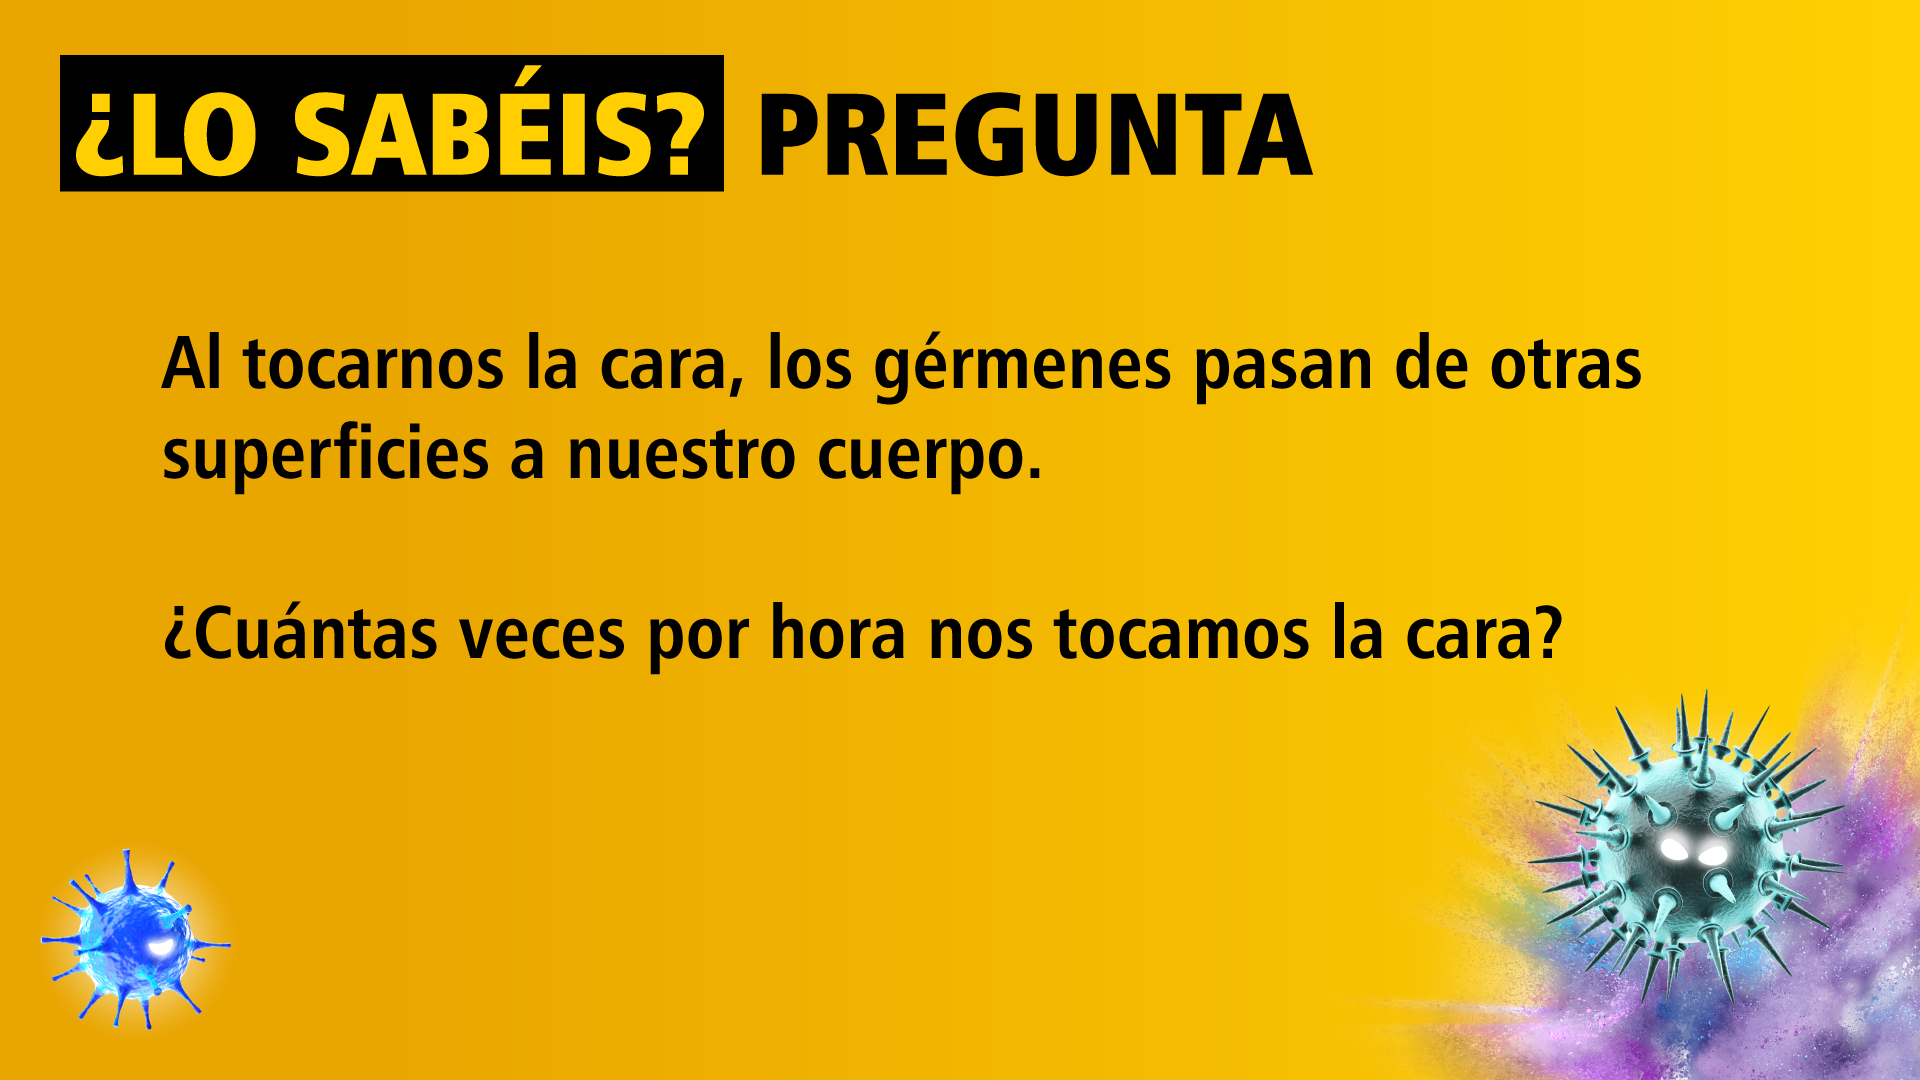 ¿LO SABÉIS? PREGUNTA
Al tocarnos la cara, los gérmenes pasan de otras
superficies a nuestro cuerpo.
¿Cuántas veces por hora nos tocamos la cara?